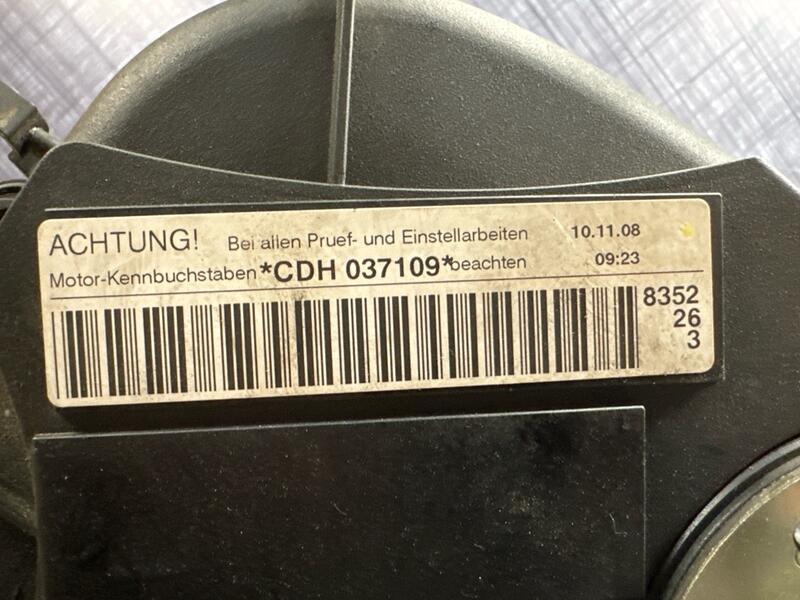 ACHTUNG! Bei allen Pruef- und Einstellarbeiten 10.11.08
Motor-Kennbuchstaben *CDH 037109* beachten 09:23
8352
26
3